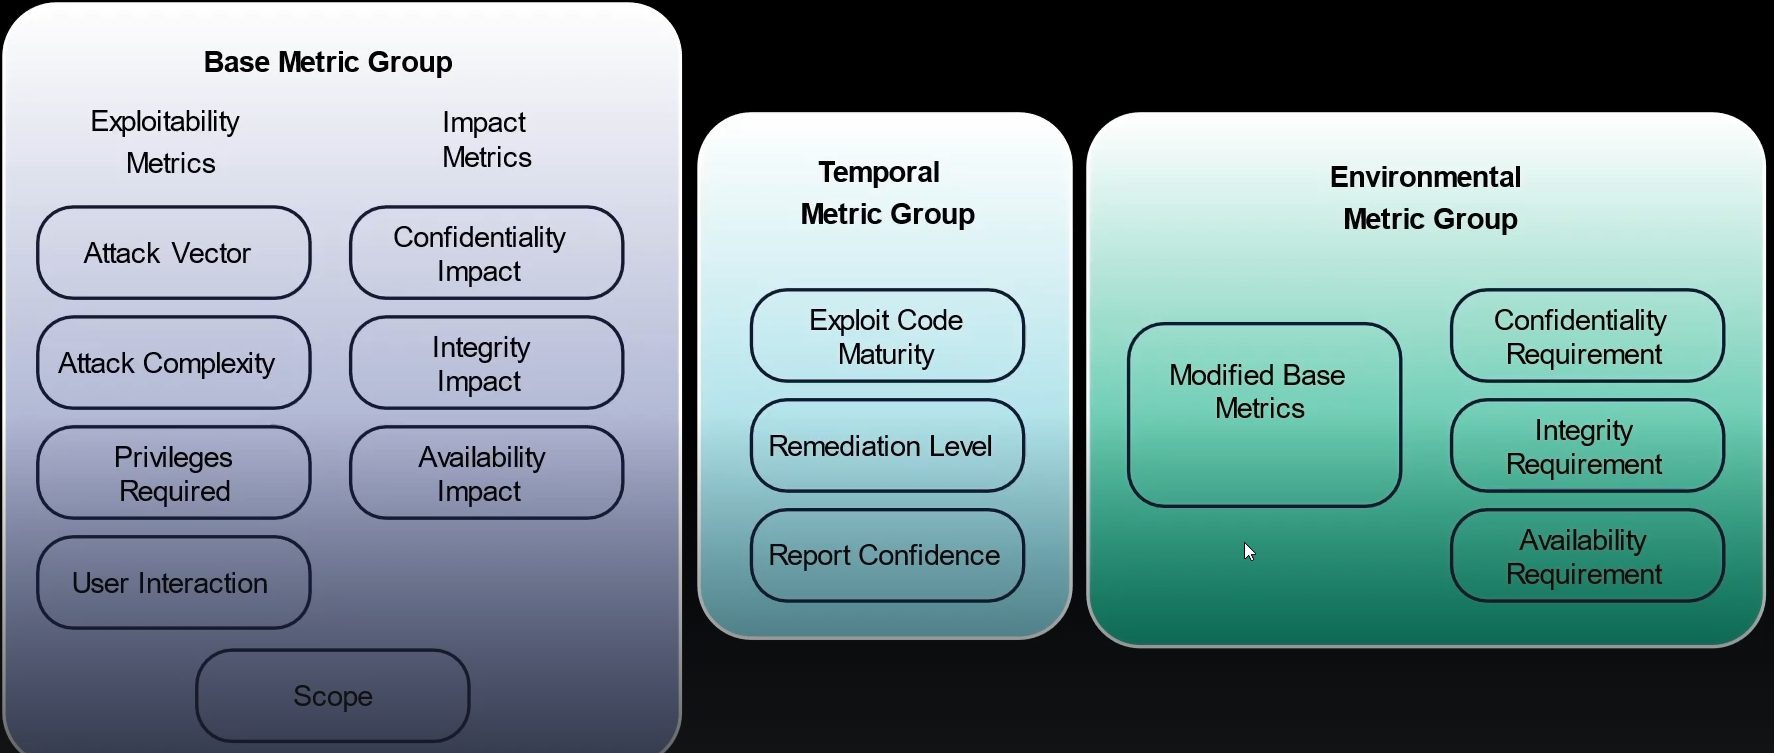 Base Metric Group
Exploitability
Metrics
Impact
Metrics
Attack Vector
Confidentiality
Impact
Attack Complexity
Integrity
Impact
Privileges
Required
Availability
Impact
User Interaction
Scope
Temporal
Metric Group
Exploit Code
Maturity
Remediation Level
Report Confidence
Environmental
Metric Group
Modified Base
Metrics
Confidentiality
Requirement
Integrity
Requirement
Availability
Requirement